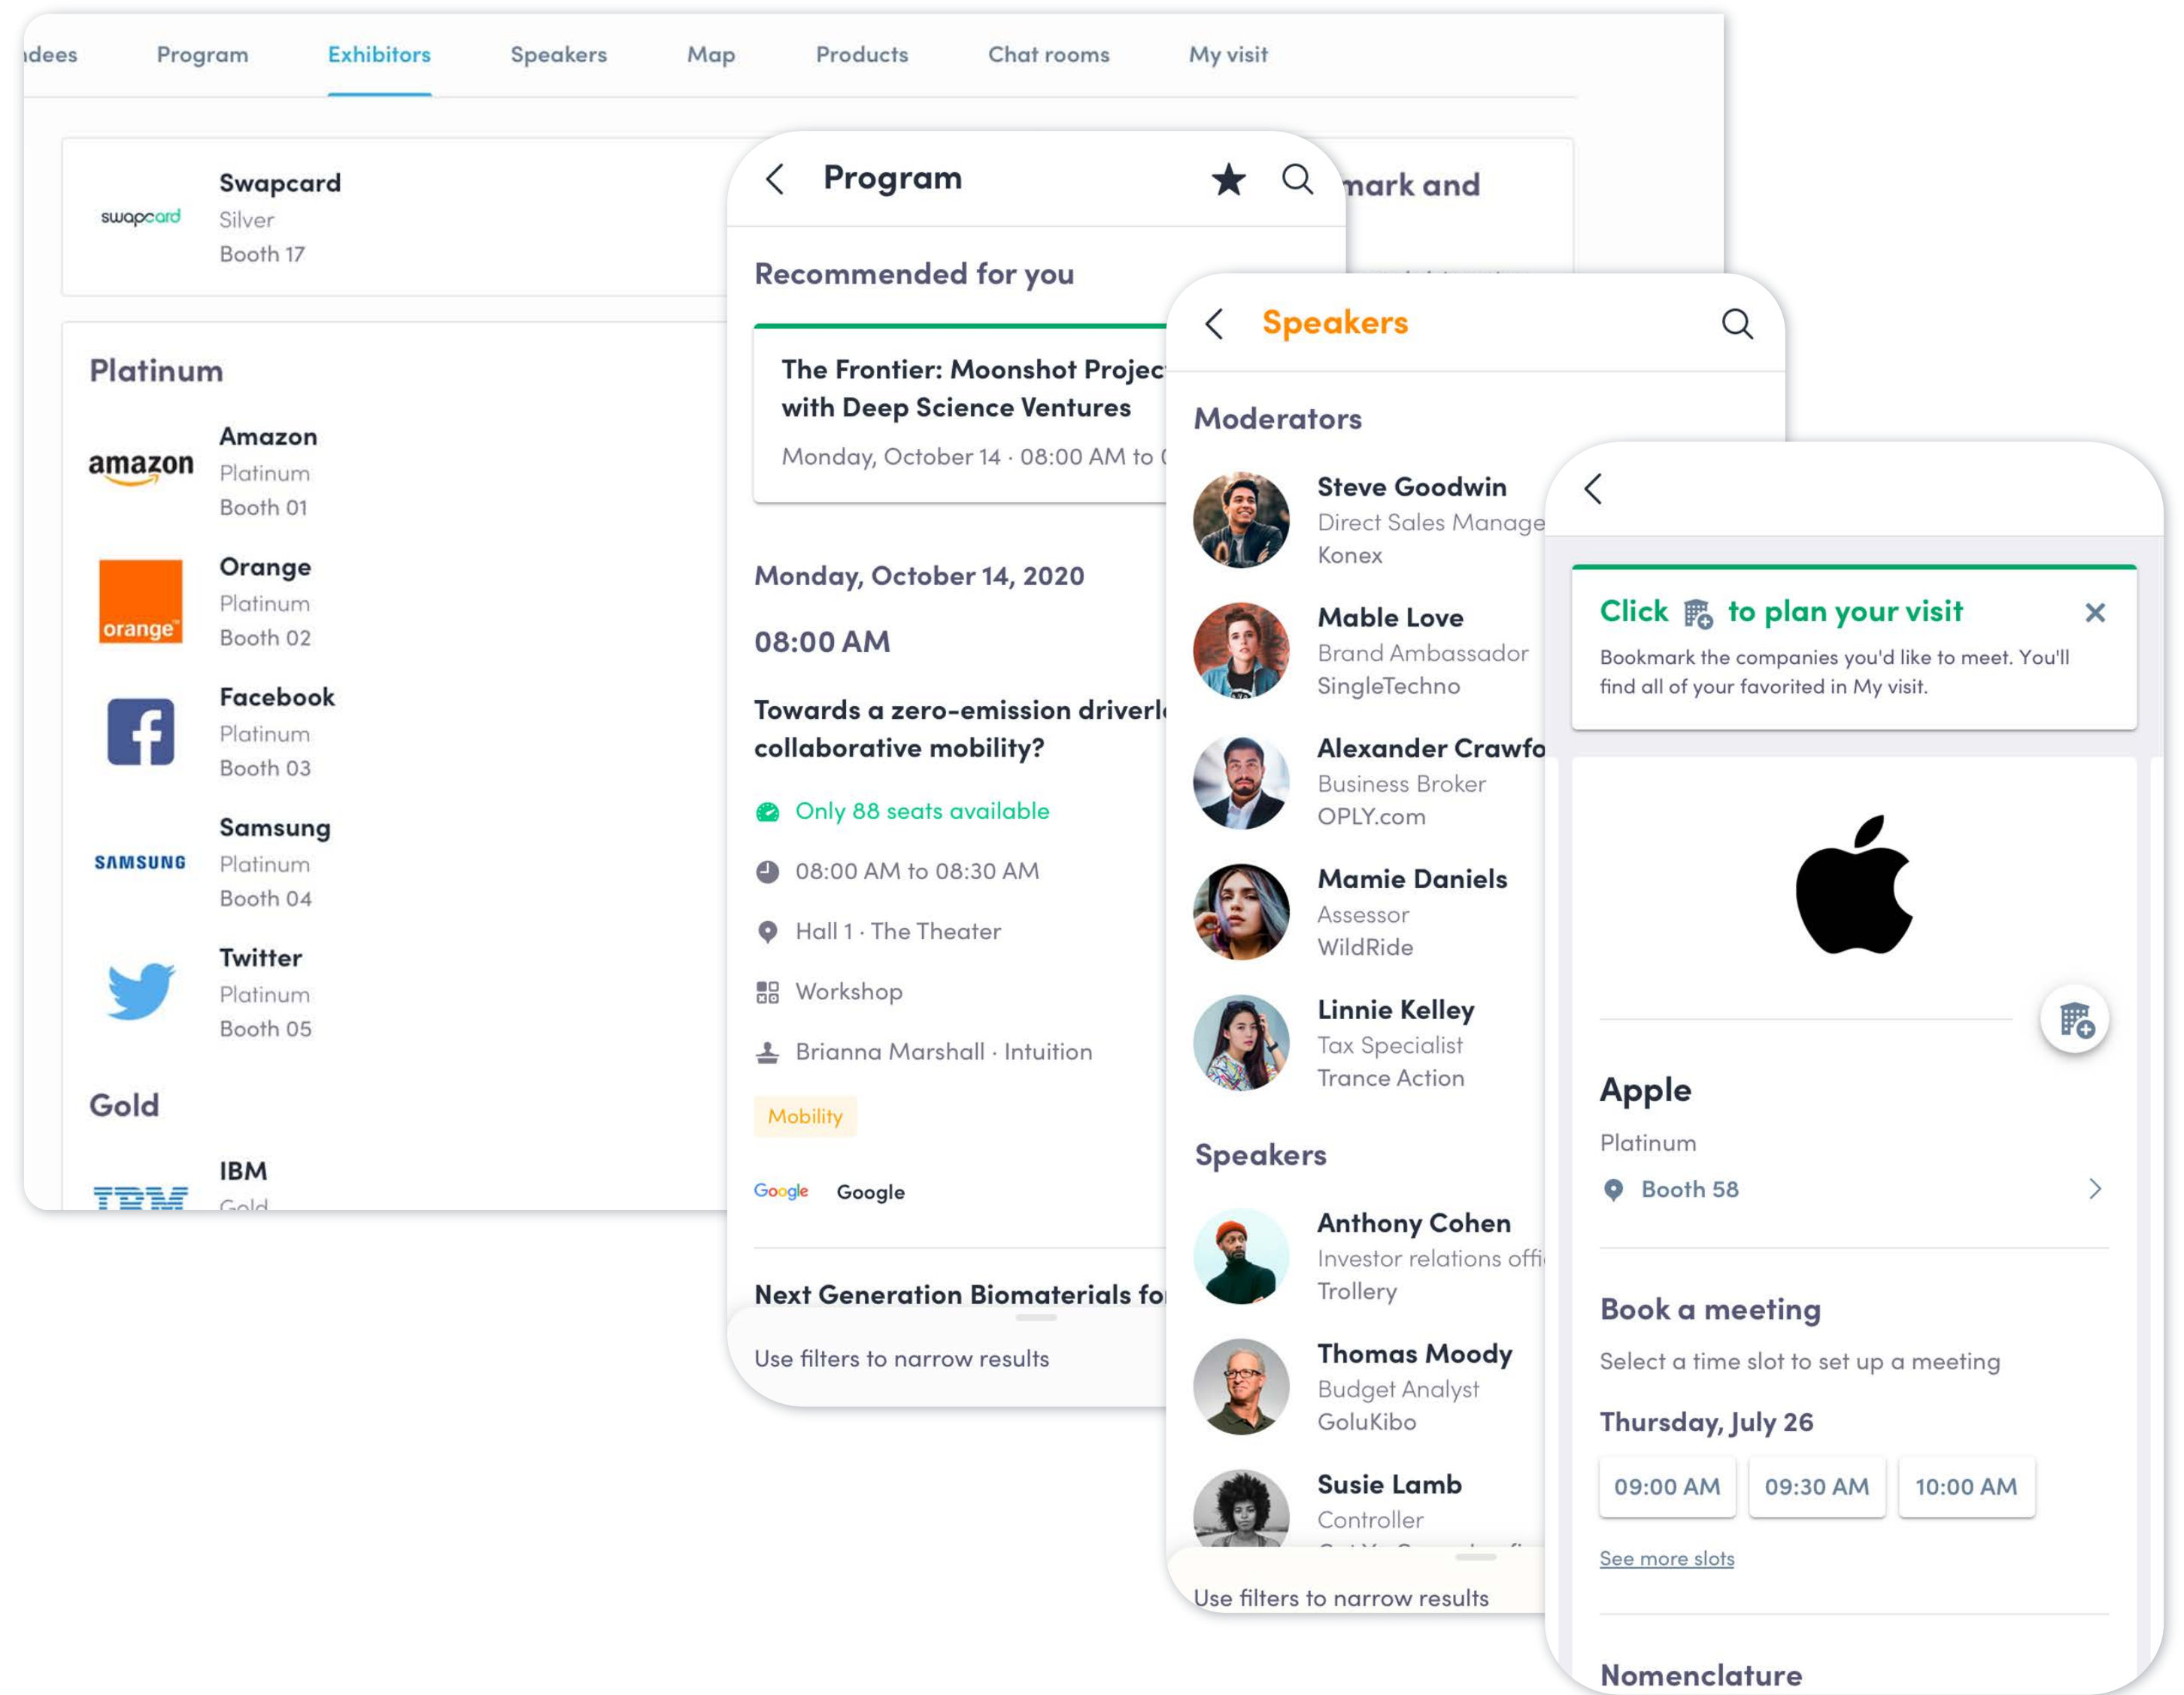 Program
Exhibitors
Speakers
Map
Products
Chat rooms
My visit
swapcard
Swapcard
Silver
Booth 17
Platinum
amazon
Amazon
Platinum
Booth 01
orange™
Orange
Platinum
Booth 02
Facebook
Platinum
Booth 03
SAMSUNG
Samsung
Platinum
Booth 04
Twitter
Platinum
Booth 05
Gold
IBM
IBM
Gold
and
Program
Recommended for you
The Frontier: Moonshot
with Deep Science Ventures
Monday, October 14 · 08:00 AM to
Monday, October 14, 2020
08:00 AM
Towards a zero-emission
collaborative mobility?
Only 88 seats available
08:00 AM to 08:30 AM
Hall 1 · The Theater
Workshop
Brianna Marshall · Intuition
Mobility
Google
Google
Next Generation Biomaterials
Use filters to narrow results
Speakers
Moderators
Steve Goodwin
Direct Sales
Konex
Mable Love
Brand Ambassador
SingleTechno
Alexander
Business Broker
OPLY.com
Mamie Daniels
Assessor
WildRide
Linnie Kelley
Tax Specialist
Trance Action
Speakers
Anthony Cohen
Investor relations
Trollery
Thomas Moody
Budget Analyst
GoluKibo
Susie Lamb
Controller
Use filters to narrow results
Click to plan your visit
Bookmark the companies you'd like to meet. You'll
find all of your favorited in My visit.
Apple
Platinum
Booth 58
Book a meeting
Select a time slot to set up a meeting
Thursday, July 26
09:00 AM
09:30 AM
10:00 AM
See more slots
Nomenclature